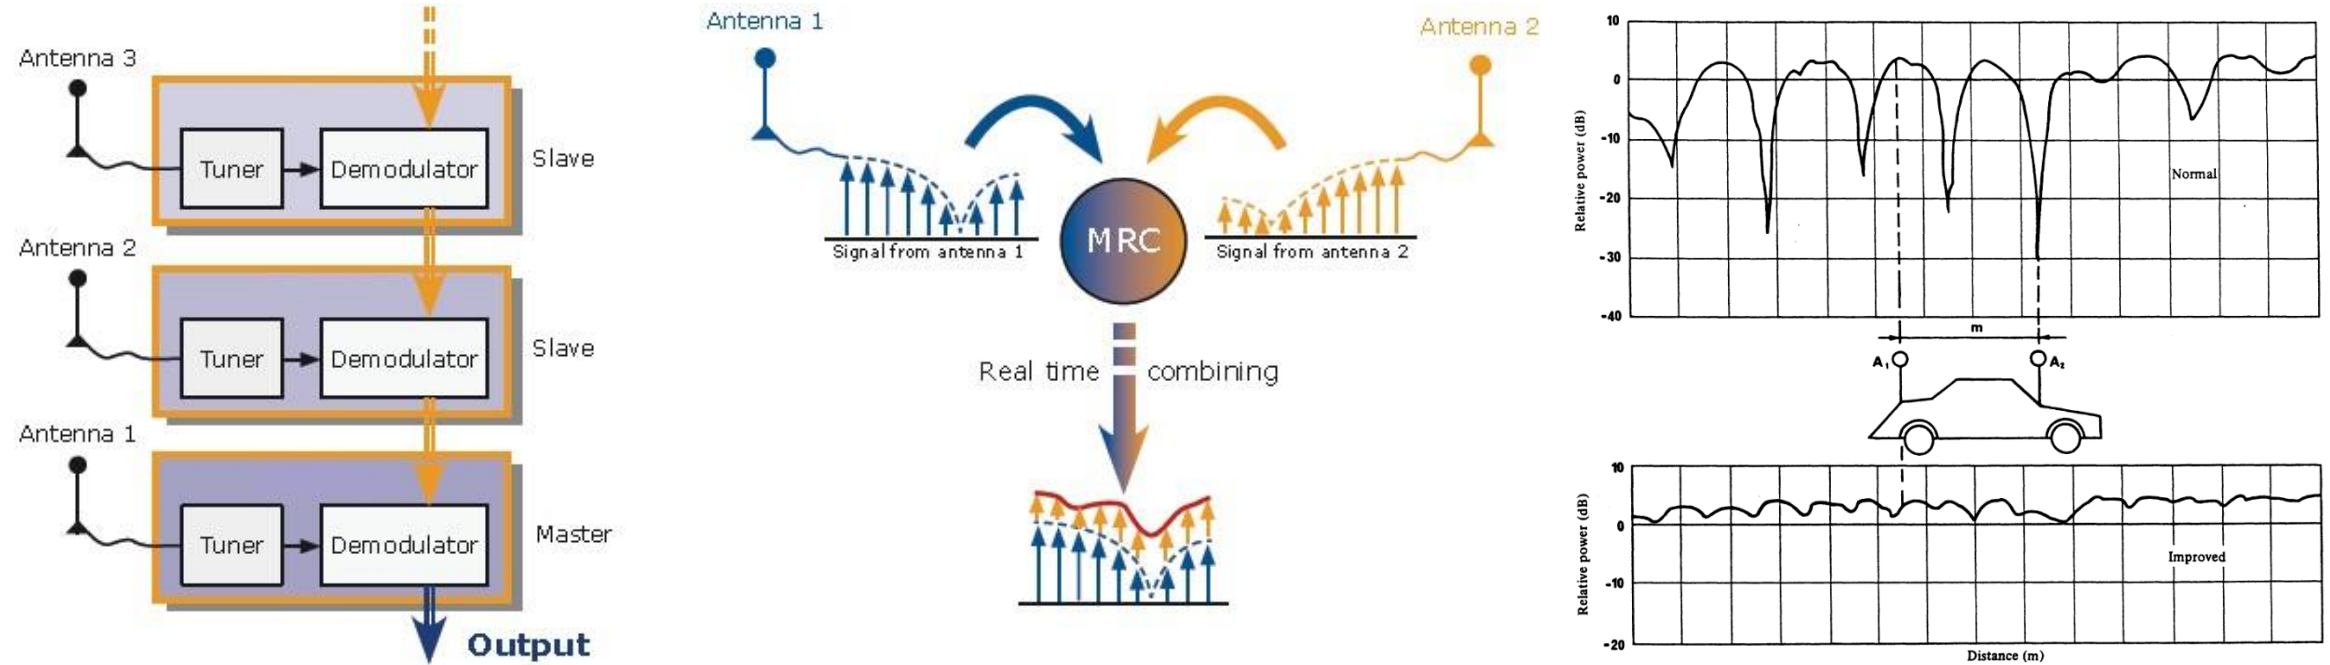 Antenna 3
Tuner
Demodulator
Slave
Antenna 2
Tuner
Demodulator
Slave
Antenna 1
Tuner
Demodulator
Master
Output
Antenna 1
Antenna 2
Signal from antenna 1
MRC
Signal from antenna 2
Real time combining
Relative power (dB)
10
0
-10
-20
-30
-40
Normal
m
A₁
A₂
Relative power (dB)
10
0
-10
-20
Improved
Distance (m)